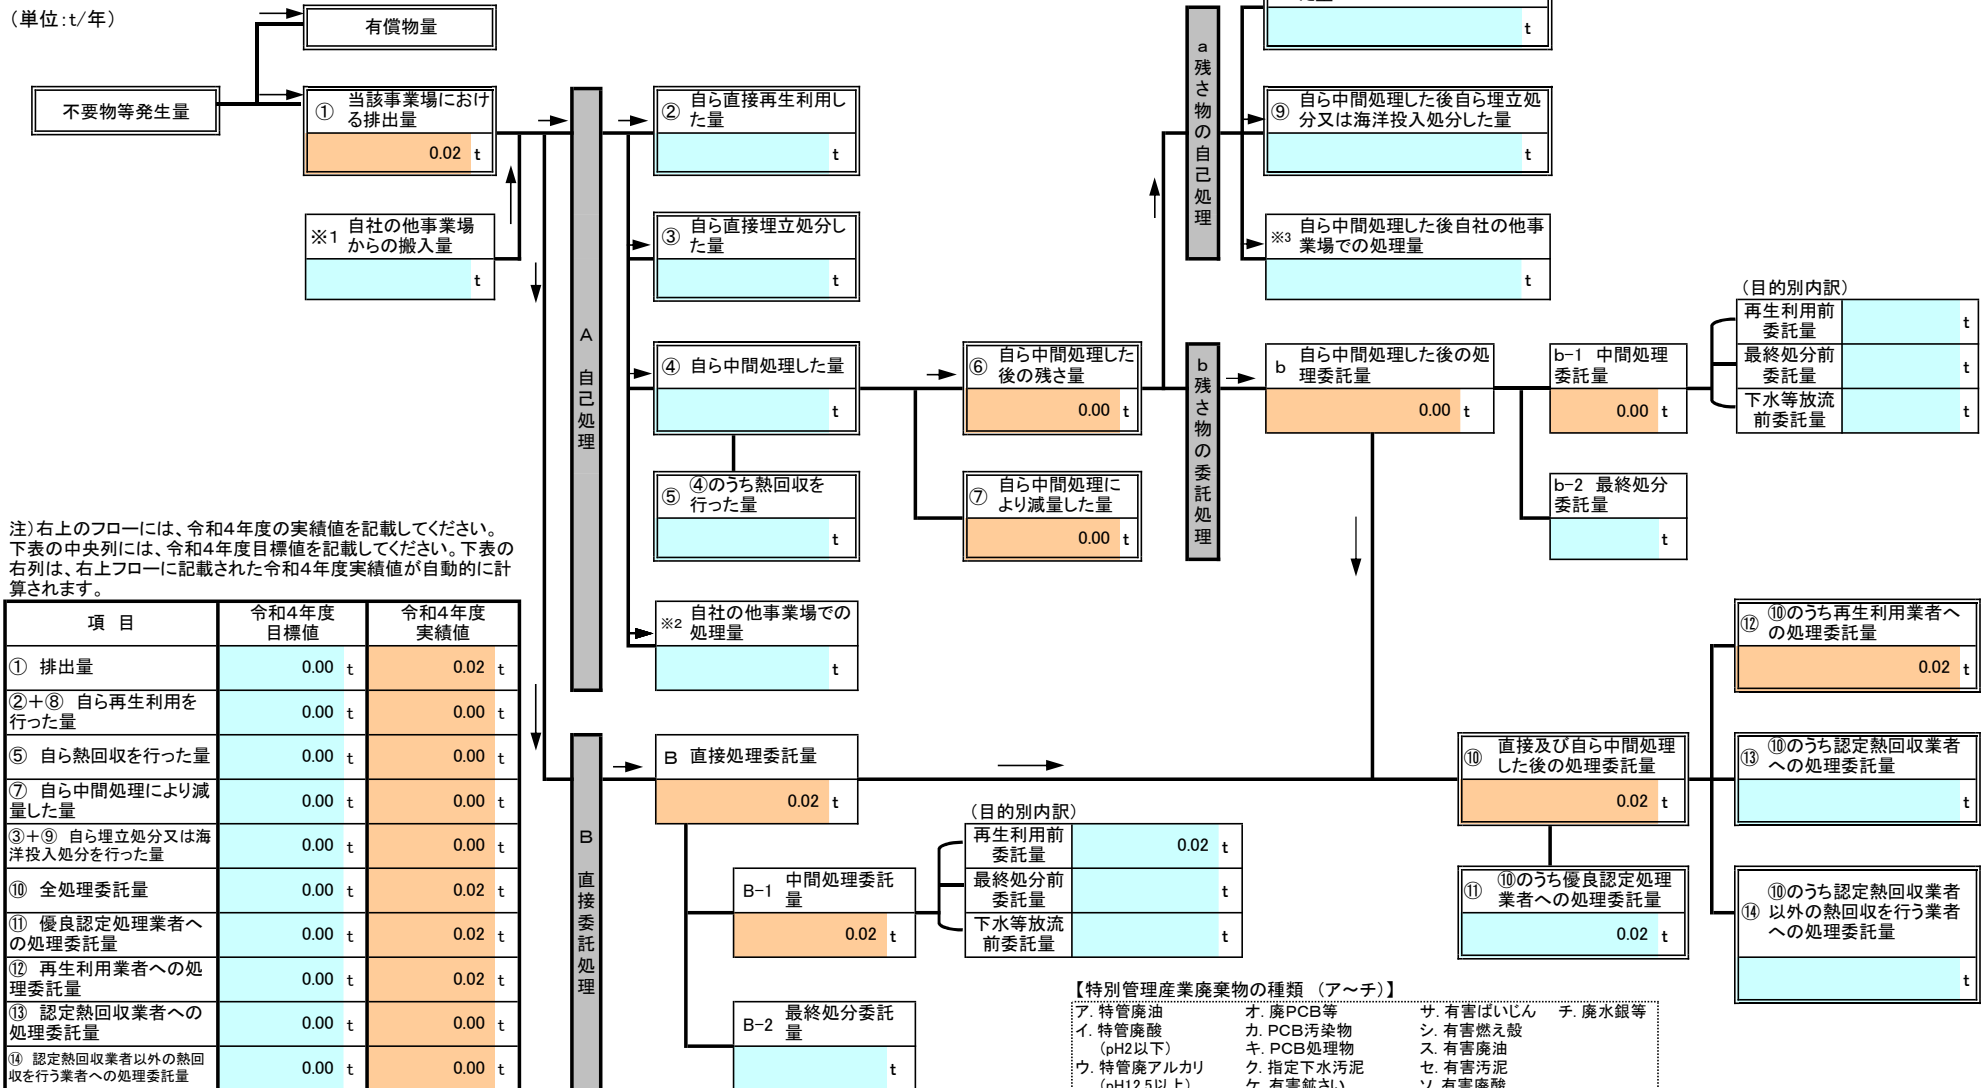 （単位:t/年）
有償物量
不要物等発生量
① 当該事業場におけ
る排出量
0.02 t
※1 自社の他事業場
からの搬入量
t
A 自己処理
② 自ら直接再生利用し
た量
t
③ 自ら直接埋立処分し
た量
t
④ 自ら中間処理した量
t
⑤ ④のうち熱回収を
行った量
t
※2 自社の他事業場での
処理量
t
⑥ 自ら中間処理した
後の残さ量
0.00 t
⑦ 自ら中間処理に
より減量した量
0.00 t
a 残さ物の自己処理
t
⑨ 自ら中間処理した後自ら埋立処
分又は海洋投入処分した量
t
※3 自ら中間処理した後自社の他事
業場での処理量
t
b 残さ物の委託処理
b 自ら中間処理した後の処
理委託量
0.00 t
b-1 中間処理
委託量
0.00 t
b-2 最終処分
委託量
t
（目的別内訳）
再生利用前
委託量
t
最終処分前
委託量
t
下水等放流
前委託量
t
注）右上のフローには、令和4年度の実績値を記載してください。
下表の中央列には、令和4年度目標値を記載してください。下表の
右列は、右上フローに記載された令和4年度実績値が自動的に計
算されます。
項 目 令和4年度 目標値 令和4年度 実績値
① 排出量 0.00 t 0.02 t
②＋⑧ 自ら再生利用を
行った量 0.00 t 0.00 t
⑤ 自ら熱回収を行った量 0.00 t 0.00 t
⑦ 自ら中間処理により減
量した量 0.00 t 0.00 t
③＋⑨ 自ら埋立処分又は海
洋投入処分を行った量 0.00 t 0.00 t
⑩ 全処理委託量 0.00 t 0.02 t
⑪ 優良認定処理業者へ
の処理委託量 0.00 t 0.02 t
⑫ 再生利用業者への処
理委託量 0.00 t 0.02 t
⑬ 認定熱回収業者への
処理委託量 0.00 t 0.00 t
⑭ 認定熱回収業者以外の熱回
収を行う業者への処理委託量 0.00 t 0.00 t
B 直接委託処理
B 直接処理委託量
0.02 t
B-1 中間処理委託
量
0.02 t
B-2 最終処分委託
量
t
（目的別内訳）
再生利用前
委託量 0.02 t
最終処分前
委託量 t
下水等放流
前委託量 t
⑩ 直接及び自ら中間処理
した後の処理委託量
0.02 t
⑪ ⑩のうち優良認定処理
業者への処理委託量
0.02 t
⑫ ⑩のうち再生利用業者へ
の処理委託量
0.02 t
⑬ ⑩のうち認定熱回収業者
への処理委託量
t
⑭ ⑩のうち認定熱回収業者
以外の熱回収を行う業者
への処理委託量
t
【特別管理産業廃棄物の種類 （ア～チ）】
ア. 特管廃油 オ. 廃PCB等 サ. 有害ばいじん チ. 廃水銀等
イ. 特管廃酸 カ. PCB汚染物 シ. 有害燃え殻
（pH2以下） キ. PCB処理物 ス. 有害廃油
ウ. 特管廃アルカリ ク. 指定下水汚泥 セ. 有害汚泥
（pH12.5以上） ケ. 有害鉱さい ソ. 有害廃酸